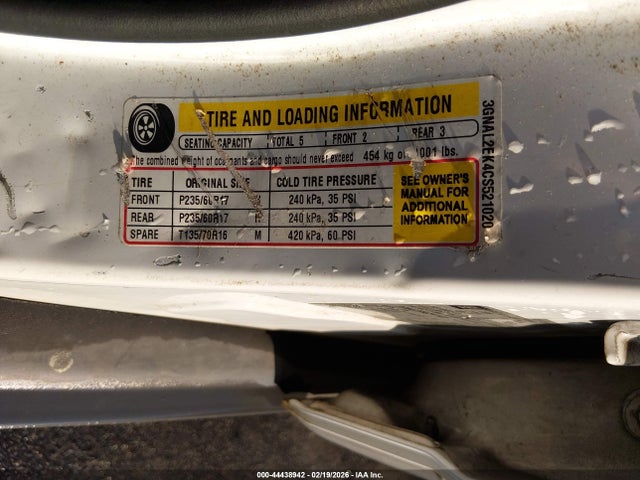 TIRE AND LOADING INFORMATION
SEATING CAPACITY TOTAL 5 FRONT 2 REAR 3
The combined weight of occupants and cargo should never exceed 454 kg or 1001 lbs.
TIRE ORIGINAL SIZE COLD TIRE PRESSURE
FRONT P235/60R17 240 kPa, 35 PSI
REAR P235/60R17 H 240 kPa, 35 PSI
SPARE T135/70R16 M 420 kPa, 60 PSI
SEE OWNER'S
MANUAL FOR
ADDITIONAL
INFORMATION
3GNAL2EK4CS521020
000-44438942 - 02/19/2026 - IAA Inc.